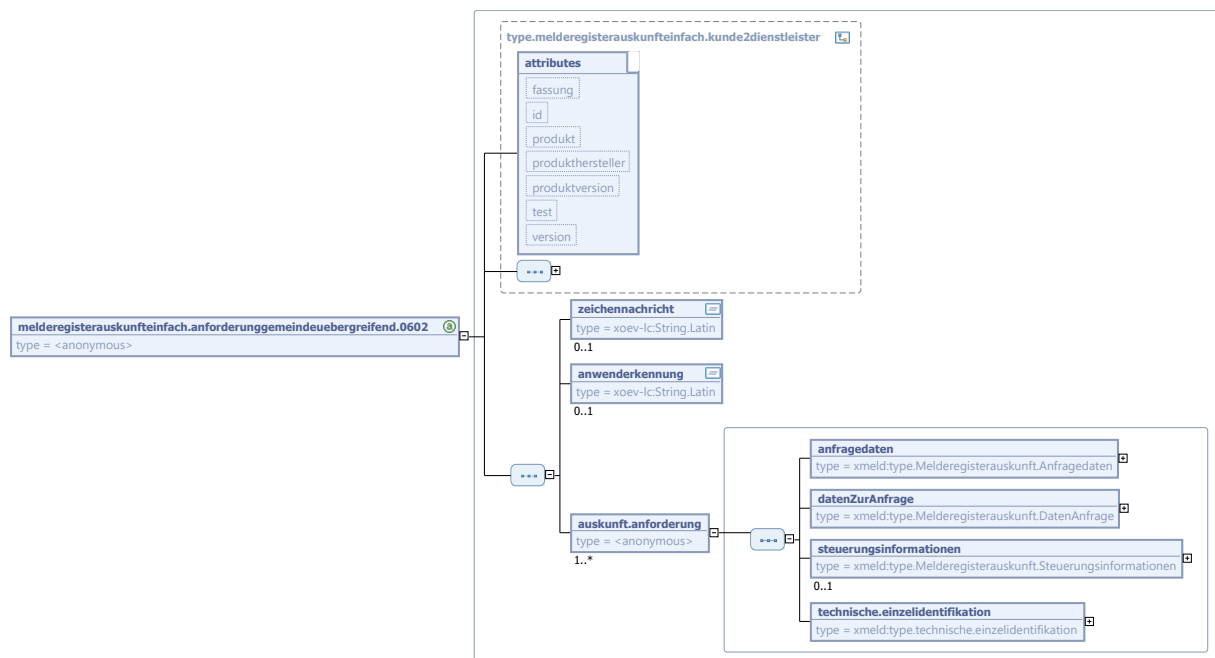 type.melderegisterauskunfteinfach.kunde2dienstleister
attributes
fassung
id
produkt
produkthersteller
produktversion
test
version
melderegisterauskunfteinfach.anforderunggemeindeuebergreifend.0602
a
type = <anonymous>
zeichennachricht
type = xoev-lc:String.Latin
0..1
anwenderkennung
type = xoev-lc:String.Latin
0..1
auskunft.anforderung
type = <anonymous>
1..*
anfragedaten
type = xmeld:type.Melderegisterauskunft.Anfragedaten
datenZurAnfrage
type = xmeld:type.Melderegisterauskunft.DatenAnfrage
steuerungsinformationen
type = xmeld:type.Melderegisterauskunft.Steuerungsinformationen
0..1
technische.einzelidentifikation
type = xmeld:type.technische.einzelidentifikation